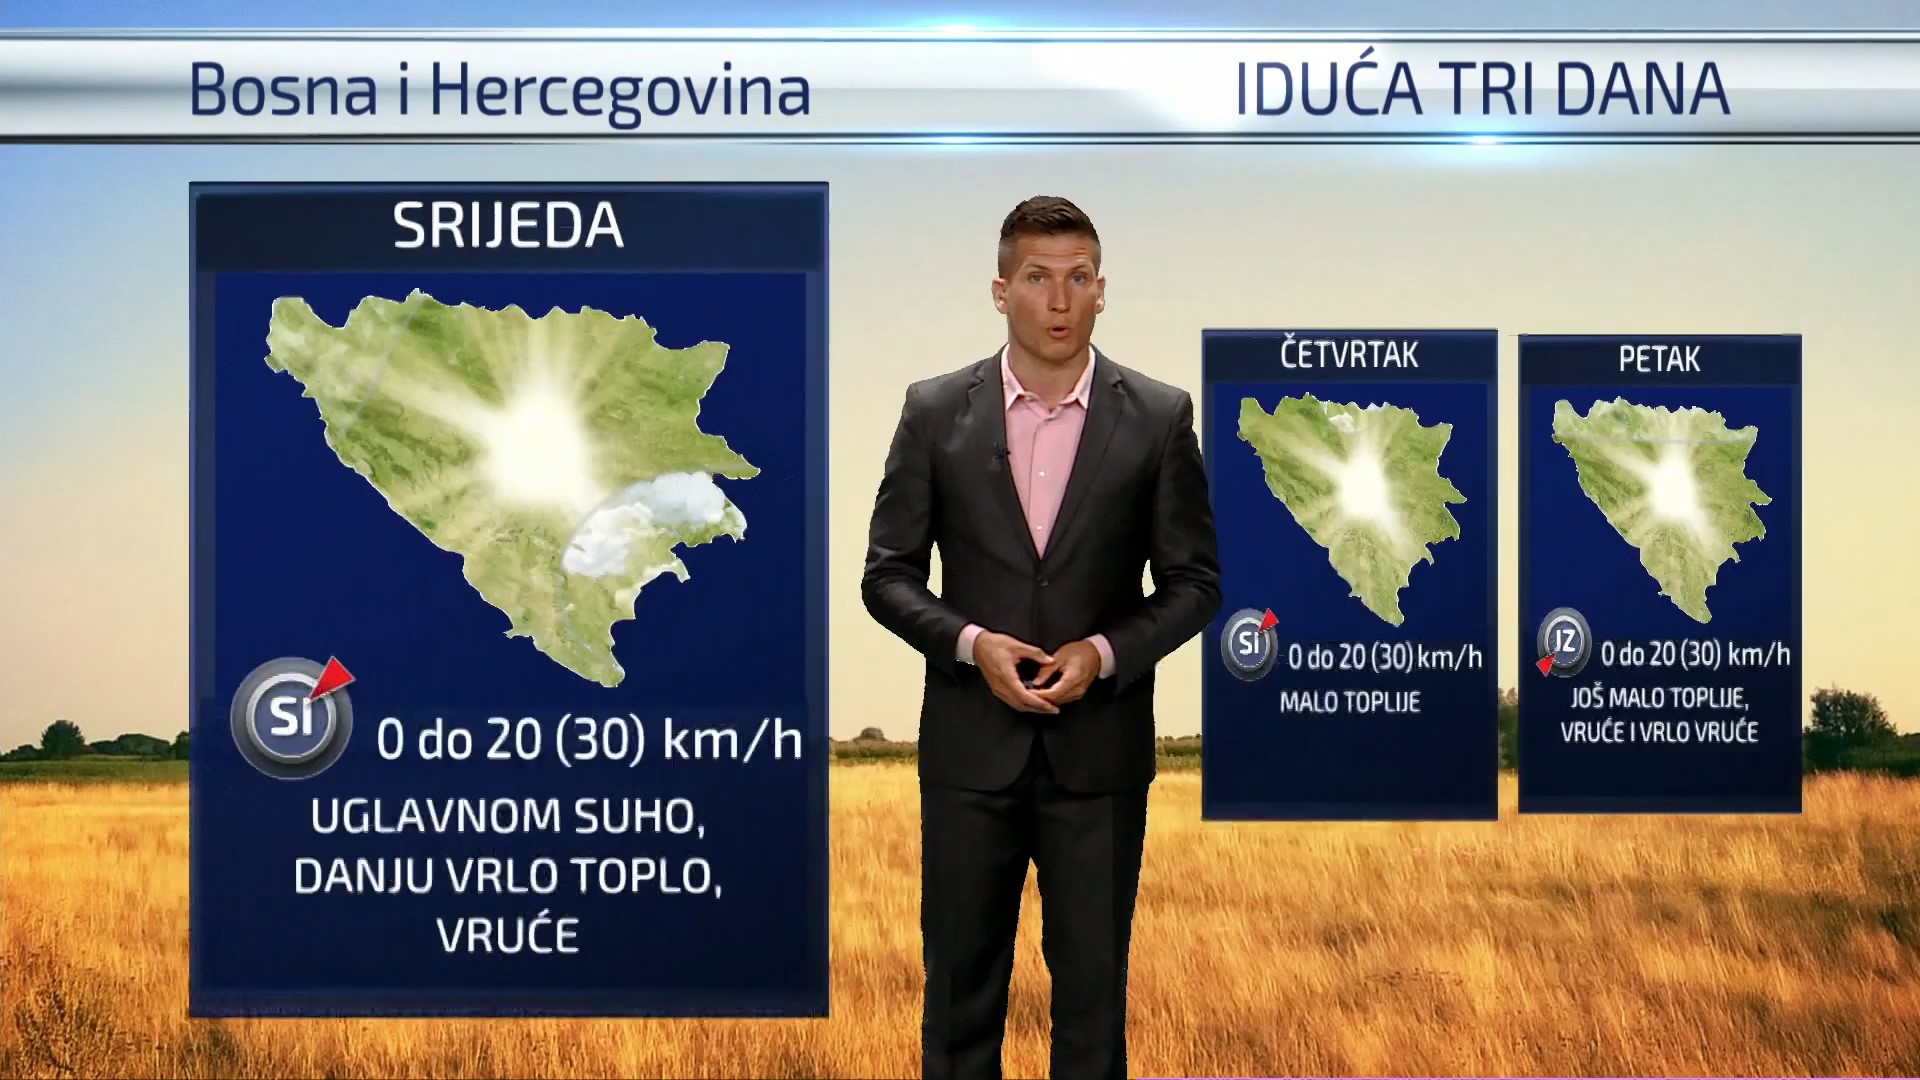 Bosna i Hercegovina
IDUĆA TRI DANA
SRIJEDA
SI
0 do 20 (30) km/h
UGLAVNOM SUHO,
DANJU VRLO TOPLO,
VRUĆE
ČETVRTAK
SI
0 do 20 (30) km/h
MALO TOPLIJE
PETAK
JZ
0 do 20 (30) km/h
JOŠ MALO TOPLIJE,
VRUĆE I VRLO VRUĆE